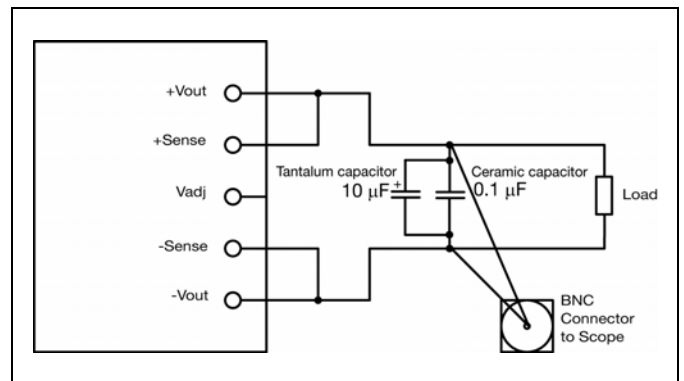 +Vout
+Sense
Vadj
-Sense
-Vout
Tantalum capacitor
10 µF
+
Ceramic capacitor
0.1 µF
Load
BNC
Connector
to Scope